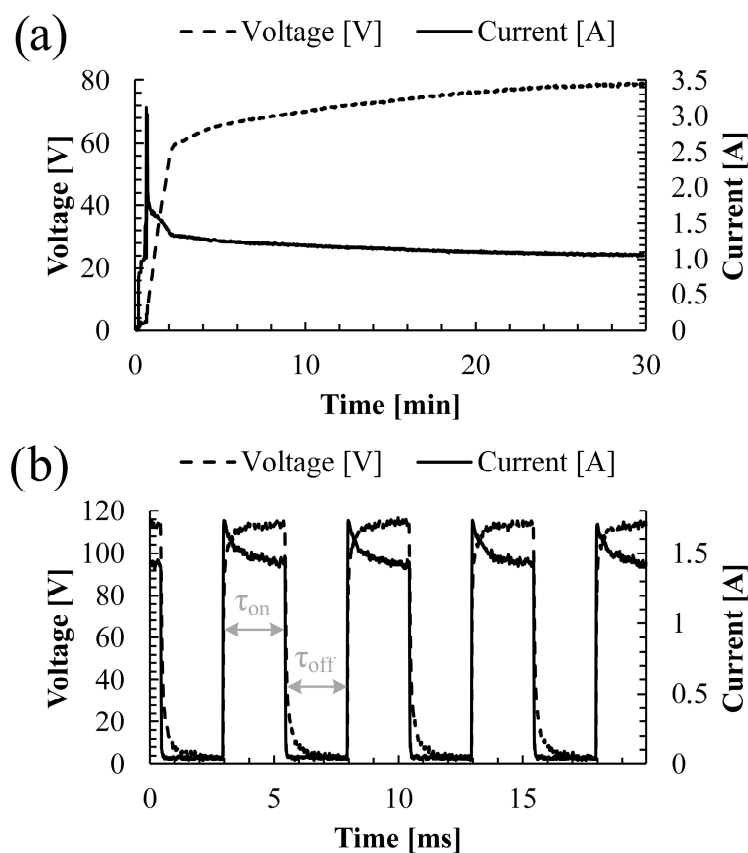 (a)
Voltage [V] Current [A]
80
60
40
20
0
Voltage [V]
3.5
3.0
2.5
2.0
1.5
1.0
0.5
0
Current [A]
0 10 20 30
Time [min]
(b)
Voltage [V] Current [A]
120
100
80
60
40
20
0
Voltage [V]
τon
τoff
1.5
1
0.5
0
Current [A]
0 5 10 15
Time [ms]